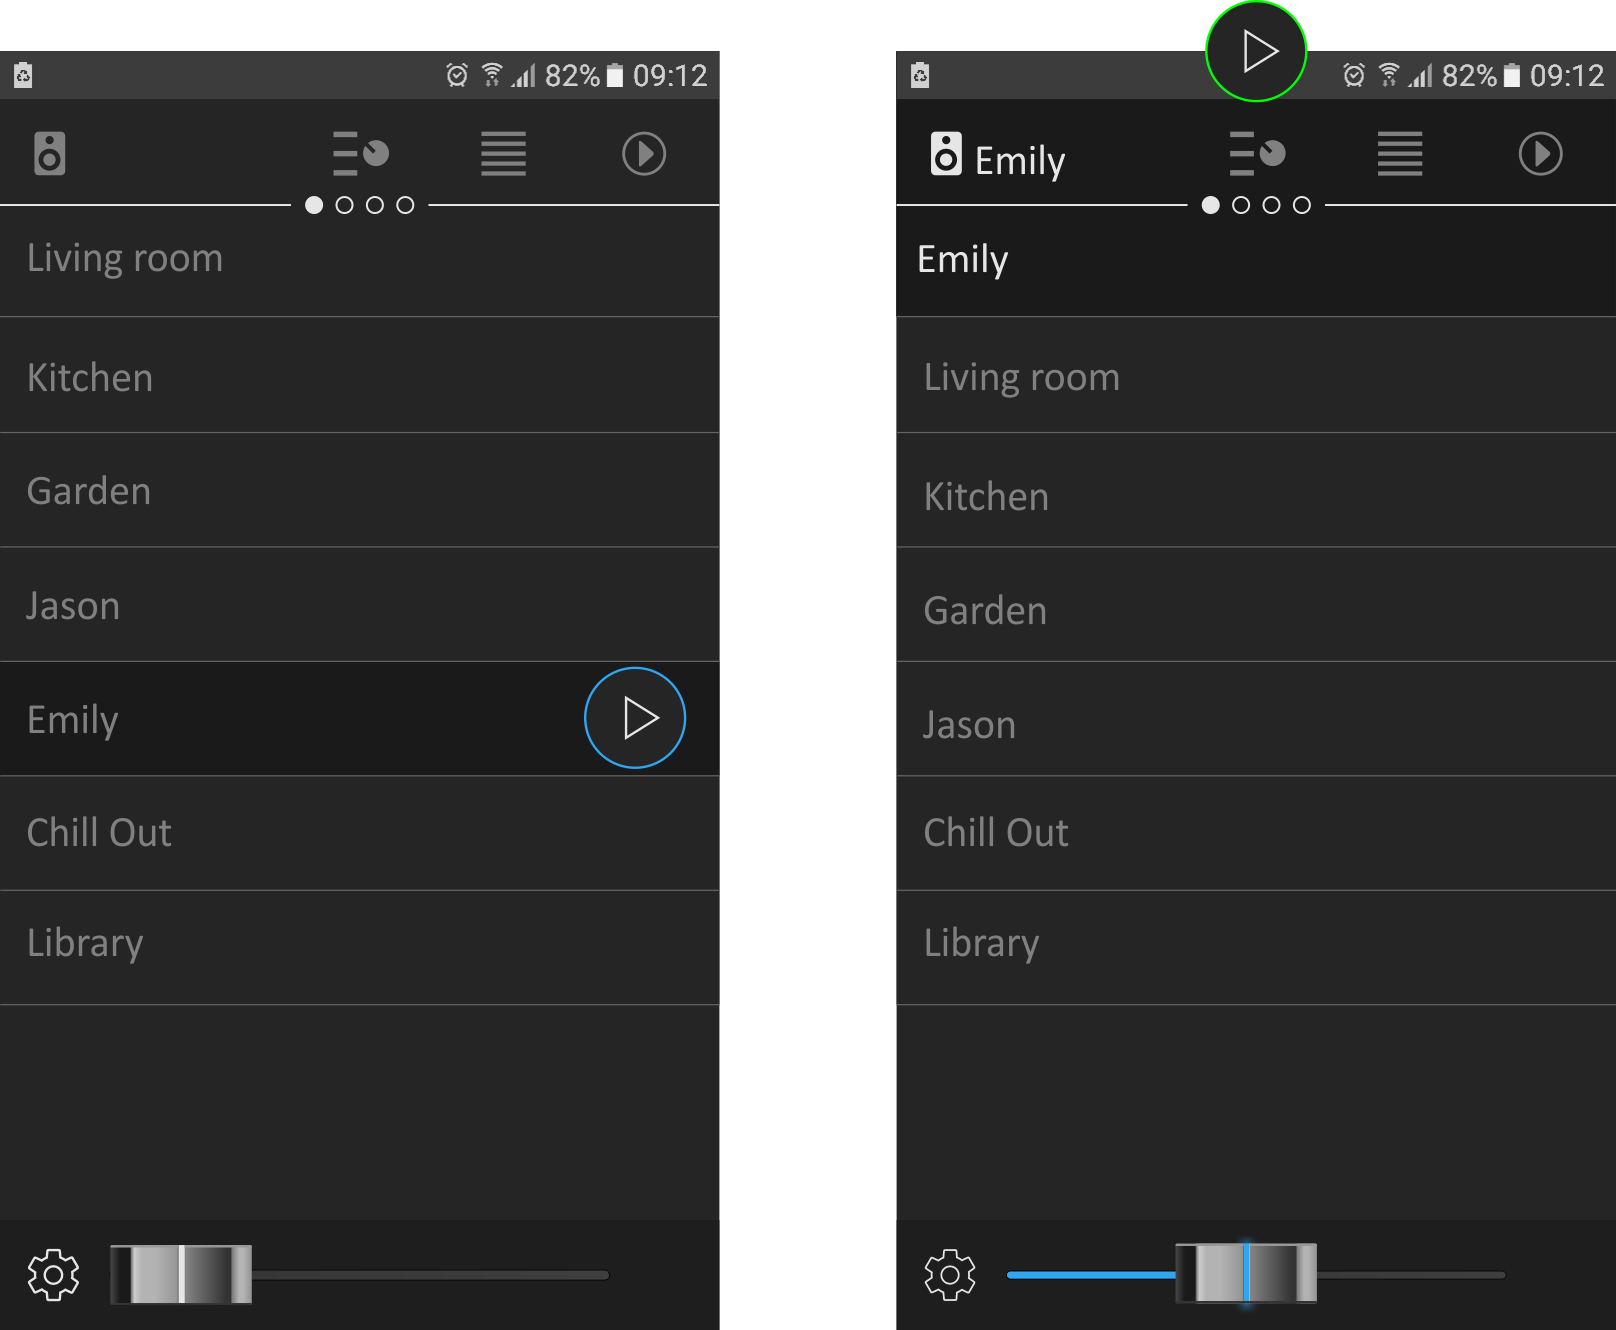 82% 09:12
Living room
Kitchen
Garden
Jason
Emily
Chill Out
Library
82% 09:12
Emily
Emily
Living room
Kitchen
Garden
Jason
Chill Out
Library